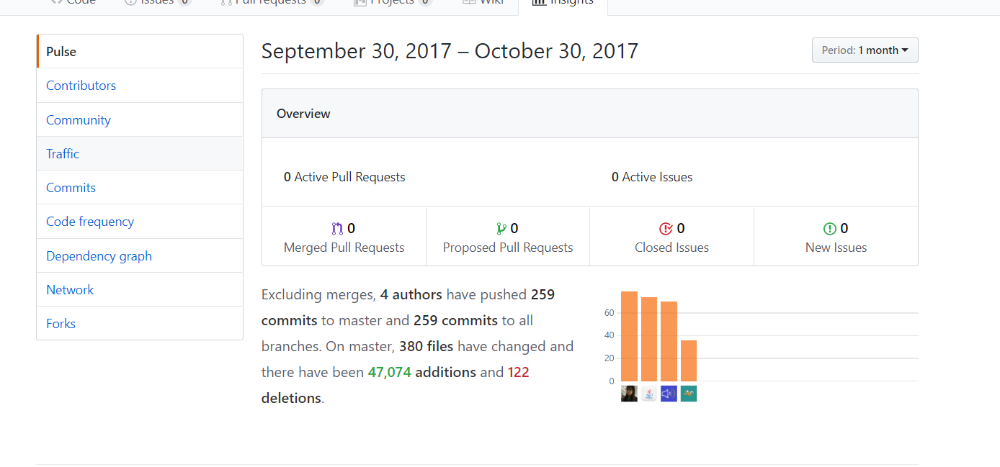 Code Issues 0 Pull requests 0 Projects 0 Wiki Insights
Pulse
Contributors
Community
Traffic
Commits
Code frequency
Dependency graph
Network
Forks
September 30, 2017 – October 30, 2017
Period: 1 month
Overview
0 Active Pull Requests
0 Active Issues
0
Merged Pull Requests
0
Proposed Pull Requests
0
Closed Issues
0
New Issues
Excluding merges, 4 authors have pushed 259
commits to master and 259 commits to all
branches. On master, 380 files have changed and
there have been 47,074 additions and 122
deletions.
60
40
20
0